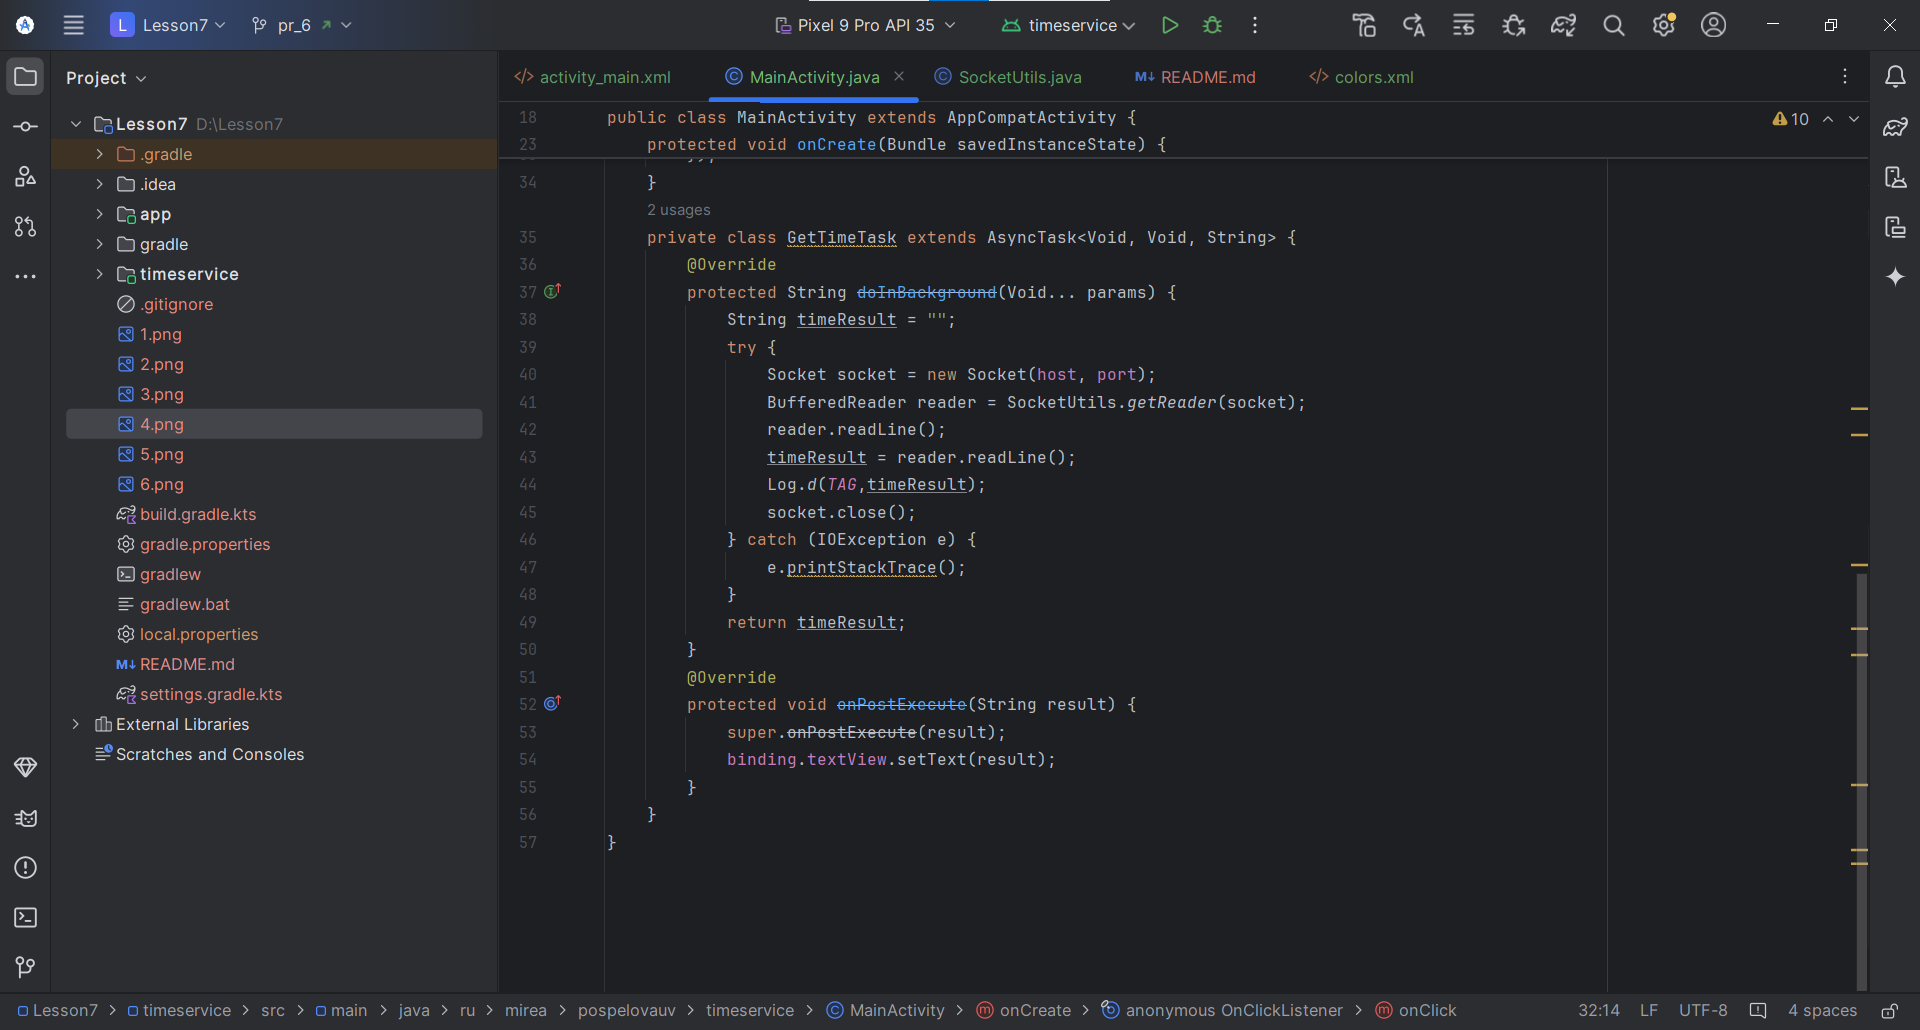 L Lesson7 pr_6 Pixel 9 Pro API 35 timeservice
Project
Lesson7 D:\Lesson7
.gradle
.idea
app
gradle
timeservice
.gitignore
1.png
2.png
3.png
4.png
5.png
6.png
build.gradle.kts
gradle.properties
gradlew
gradlew.bat
local.properties
README.md
settings.gradle.kts
External Libraries
Scratches and Consoles
activity_main.xml MainActivity.java SocketUtils.java README.md colors.xml
18 public class MainActivity extends AppCompatActivity {
10
23 protected void onCreate(Bundle savedInstanceState) {
34 }
2 usages
35 private class GetTimeTask extends AsyncTask<Void, Void, String> {
36 @Override
37 protected String doInBackground(Void... params) {
38 String timeResult = "";
39 try {
40 Socket socket = new Socket(host, port);
41 BufferedReader reader = SocketUtils.getReader(socket);
42 reader.readLine();
43 timeResult = reader.readLine();
44 Log.d(TAG,timeResult);
45 socket.close();
46 } catch (IOException e) {
47 e.printStackTrace();
48 }
49 return timeResult;
50 }
51 @Override
52 protected void onPostExecute(String result) {
53 super.onPostExecute(result);
54 binding.textView.setText(result);
55 }
56 }
57 }
Lesson7 > timeservice > src > main > java > ru > mirea > pospelovauv > timeservice > MainActivity > onCreate > anonymous OnClickListener > onClick 32:14 LF UTF-8 4 spaces